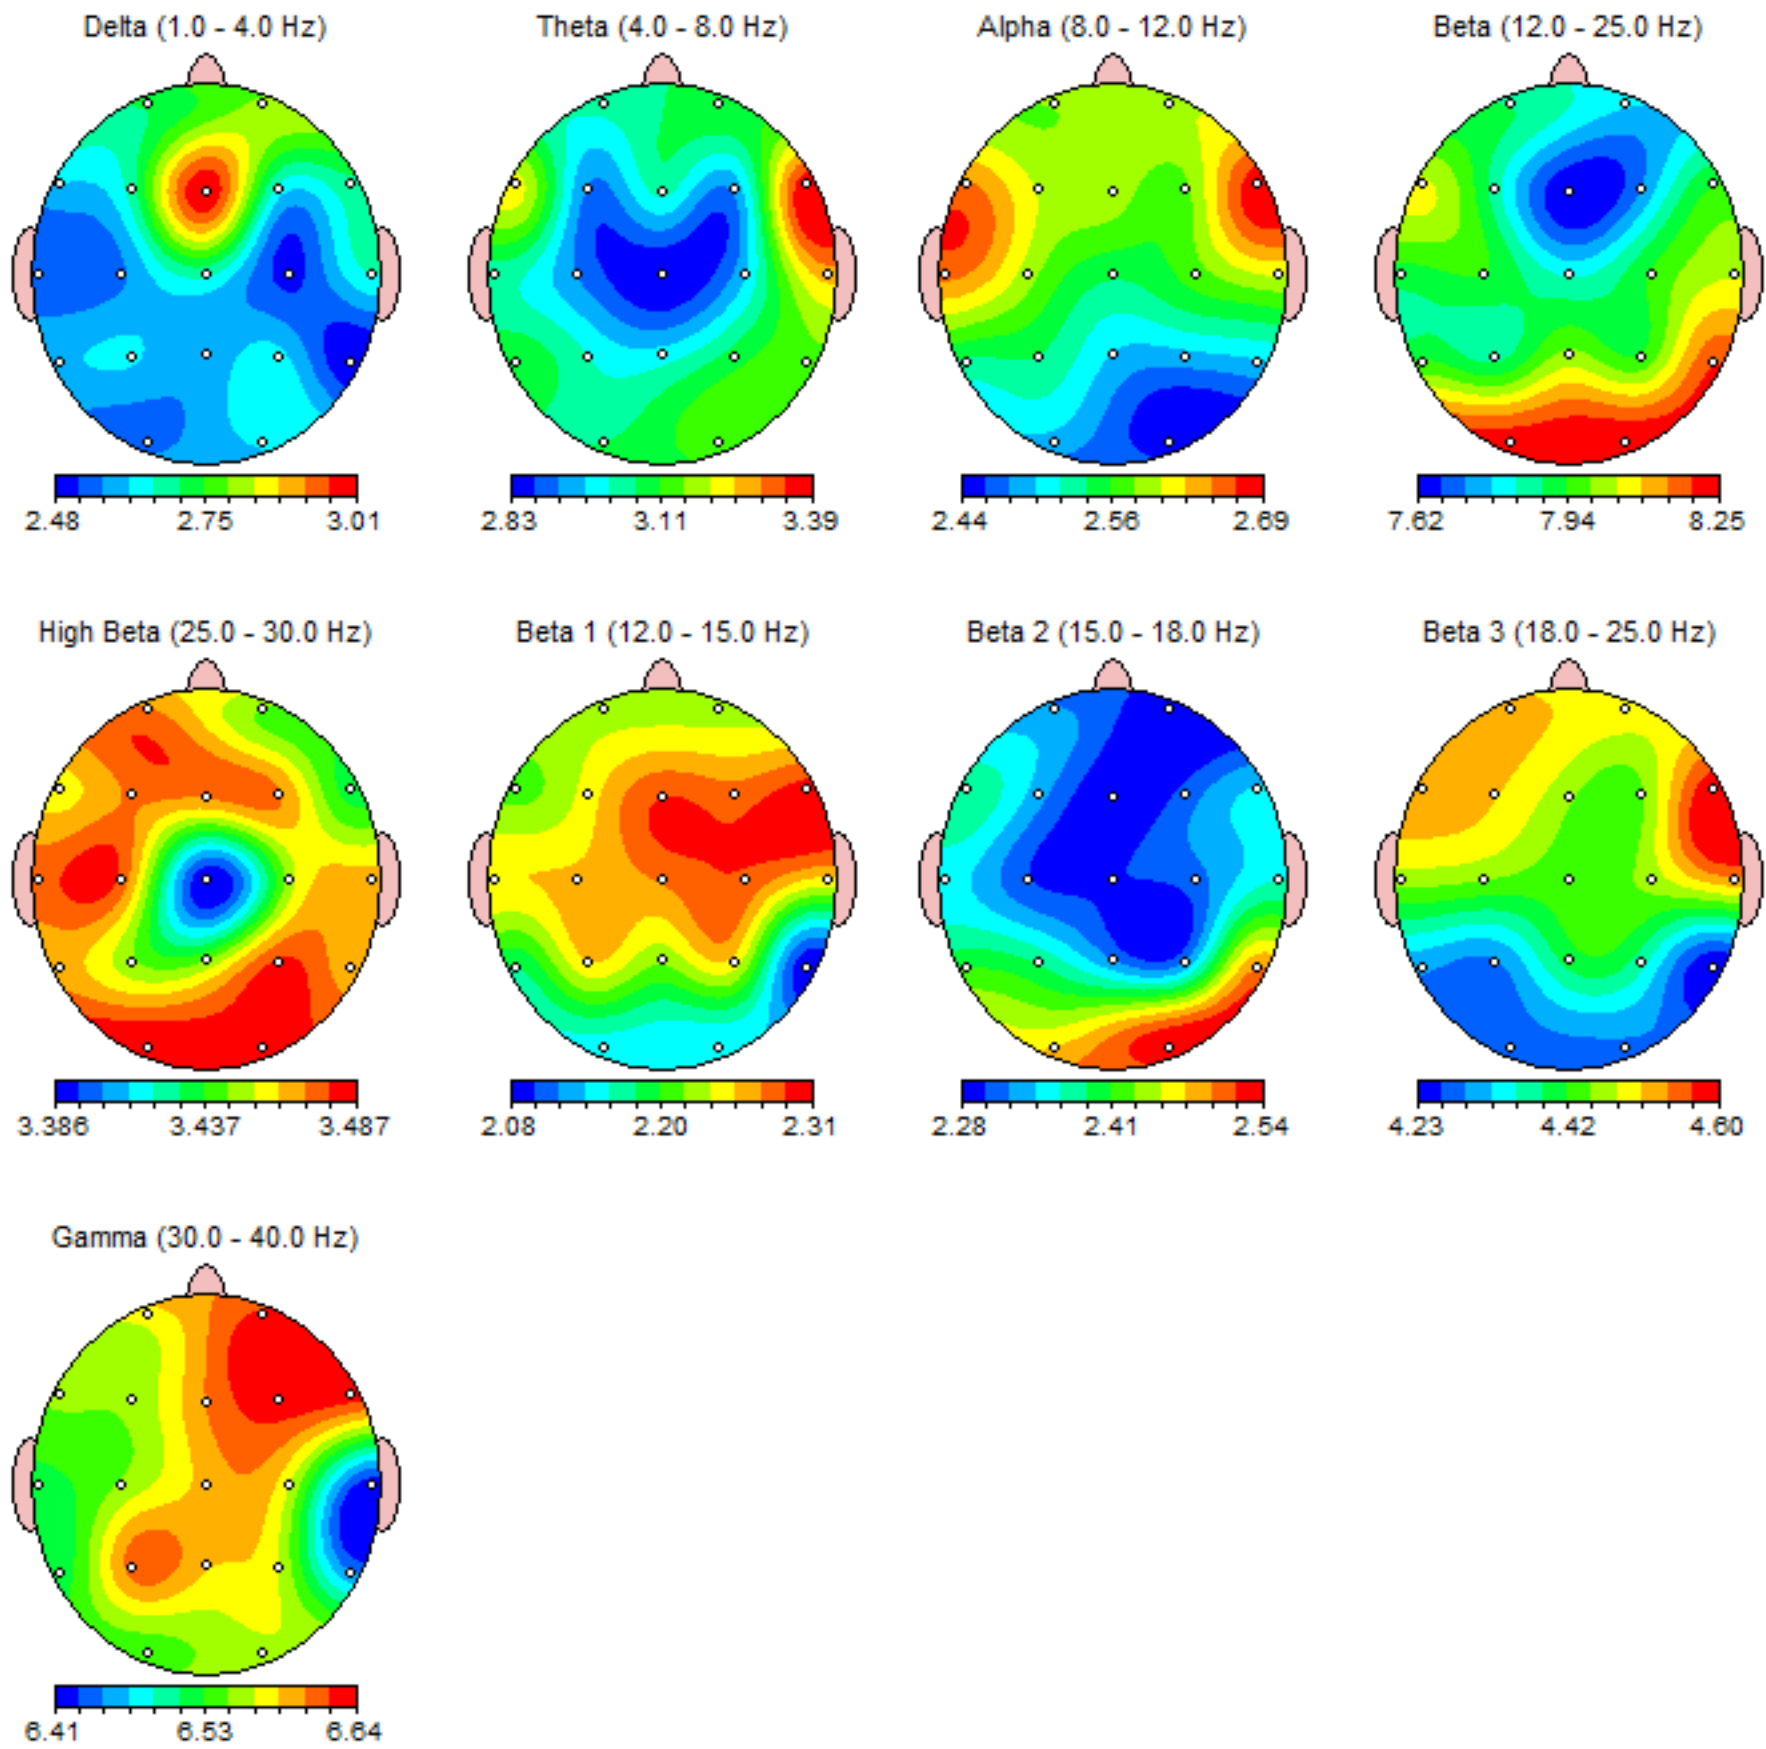 Delta (1.0 - 4.0 Hz)
Theta (4.0 - 8.0 Hz)
Alpha (8.0 - 12.0 Hz)
Beta (12.0 - 25.0 Hz)
2.48 2.75 3.01
2.83 3.11 3.39
2.44 2.56 2.69
7.62 7.94 8.25
High Beta (25.0 - 30.0 Hz)
Beta 1 (12.0 - 15.0 Hz)
Beta 2 (15.0 - 18.0 Hz)
Beta 3 (18.0 - 25.0 Hz)
3.386 3.437 3.487
2.08 2.20 2.31
2.28 2.41 2.54
4.23 4.42 4.60
Gamma (30.0 - 40.0 Hz)
6.41 6.53 6.64